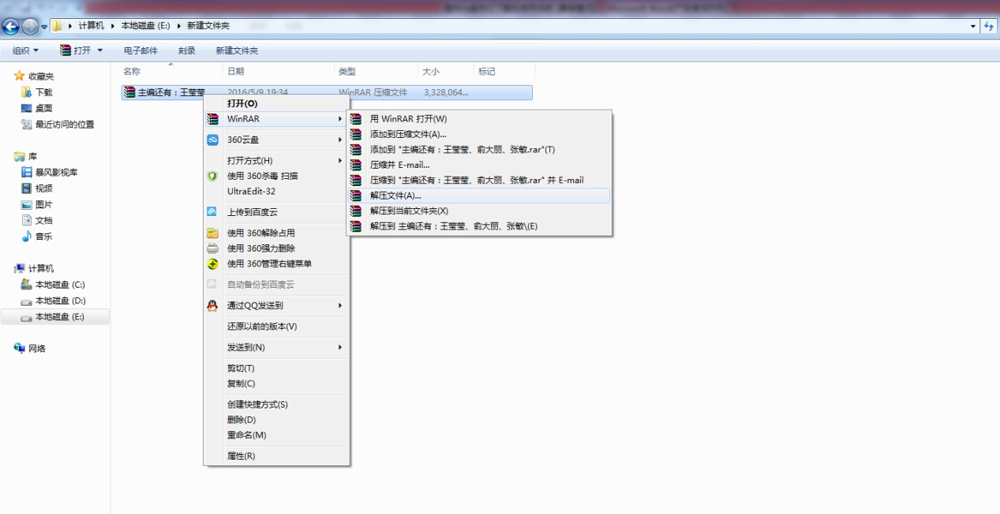 计算机 ▸ 本地磁盘 (E:) ▸ 新建文件夹
组织 打开 电子邮件 刻录 新建文件夹
名称 日期 类型 大小 标记
主编还有：王莹莹 2016/5/9 19:34 WinRAR 压缩文件 3,328,064...
收藏夹
下载
桌面
最近访问的位置
库
暴风影视库
视频
图片
文档
音乐
计算机
本地磁盘 (C:)
本地磁盘 (D:)
本地磁盘 (E:)
网络
打开(O)
WinRAR
360云盘
打开方式(H)
使用 360杀毒 扫描
UltraEdit-32
上传到百度云
使用 360解除占用
使用 360强力删除
使用 360管理右键菜单
自动备份到百度云
通过QQ发送到
还原以前的版本(V)
发送到(N)
剪切(T)
复制(C)
创建快捷方式(S)
删除(D)
重命名(M)
属性(R)
用 WinRAR 打开(W)
添加到压缩文件(A)...
添加到 "主编还有：王莹莹、俞大丽、张敏.rar"(T)
压缩并 E-mail...
压缩到 "主编还有：王莹莹、俞大丽、张敏.rar" 并 E-mail
解压文件(A)...
解压到当前文件夹(X)
解压到 主编还有：王莹莹、俞大丽、张敏\(E)